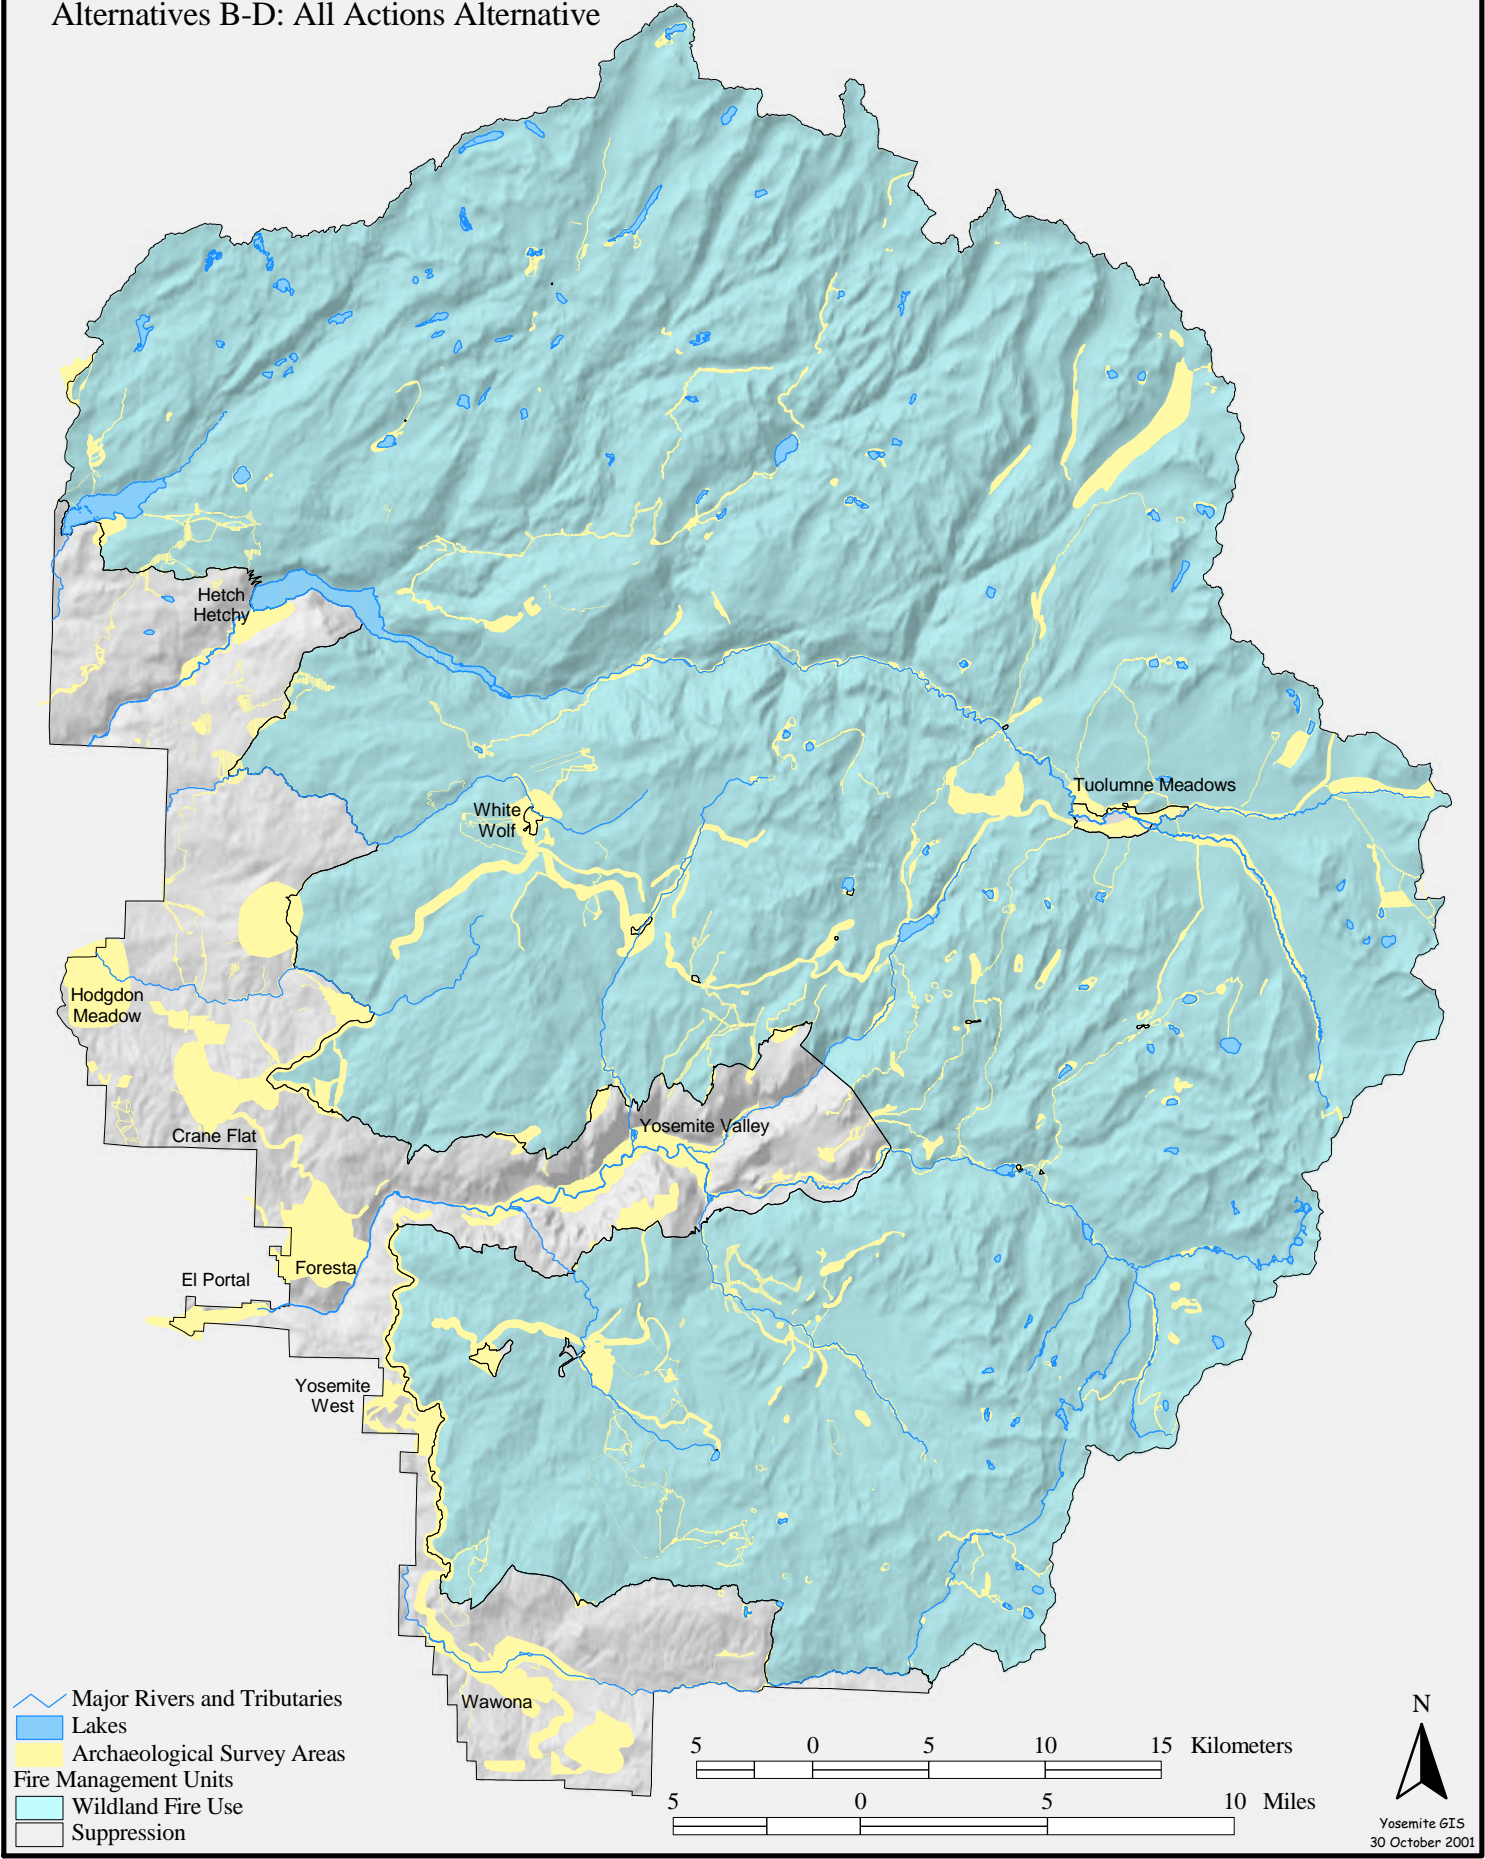 Alternatives B-D: All Actions Alternative
Hetch
Hetchy
White
Wolf
Tuolumne Meadows
Hodgdon
Meadow
Crane Flat
Yosemite Valley
Foresta
El Portal
Yosemite
West
Wawona
Major Rivers and Tributaries
Lakes
Archaeological Survey Areas
Fire Management Units
Wildland Fire Use
Suppression
5 0 5 10 15 Kilometers
5 0 5 10 Miles
N
Yosemite GIS
30 October 2001